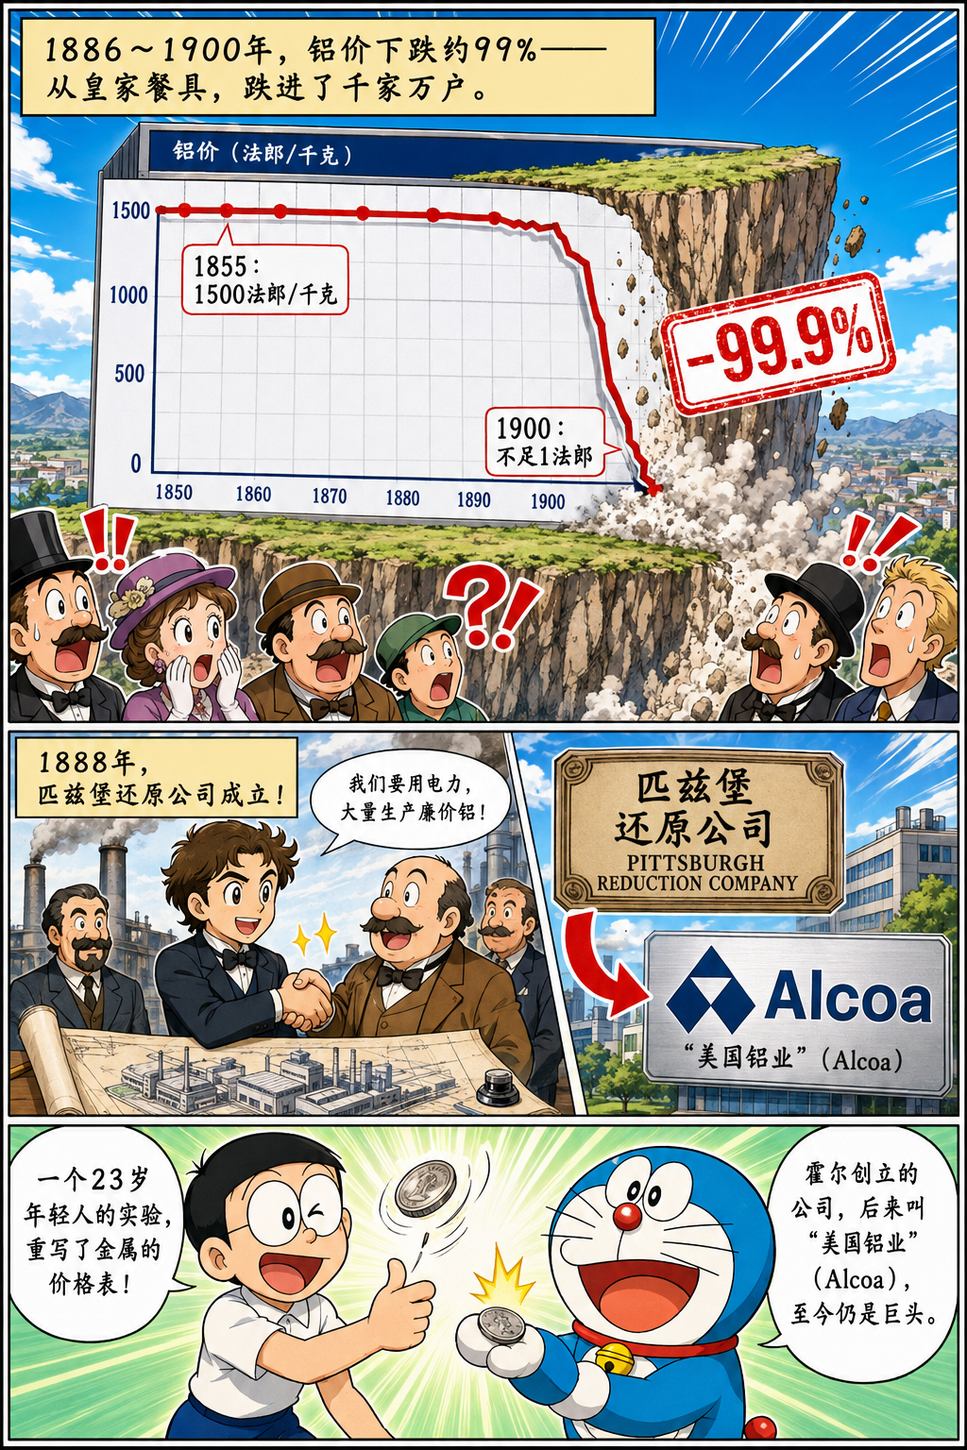 1886～1900年，铝价下跌约99%——
从皇家餐具，跌进了千家万户。
铝价（法郎/千克）
1500
1000
500
0
1855：
1500法郎/千克
1900：
不足1法郎
1850 1860 1870 1880 1890 1900
-99.9%
!!
?!
!!
1888年，
匹兹堡还原公司成立！
我们要用电力，
大量生产廉价铝！
匹兹堡
还原公司
PITTSBURGH
REDUCTION COMPANY
Alcoa
“美国铝业”（Alcoa）
一个23岁
年轻人的实验，
重写了金属的
价格表！
霍尔创立的
公司，后来叫
“美国铝业”
（Alcoa），
至今仍是巨头。